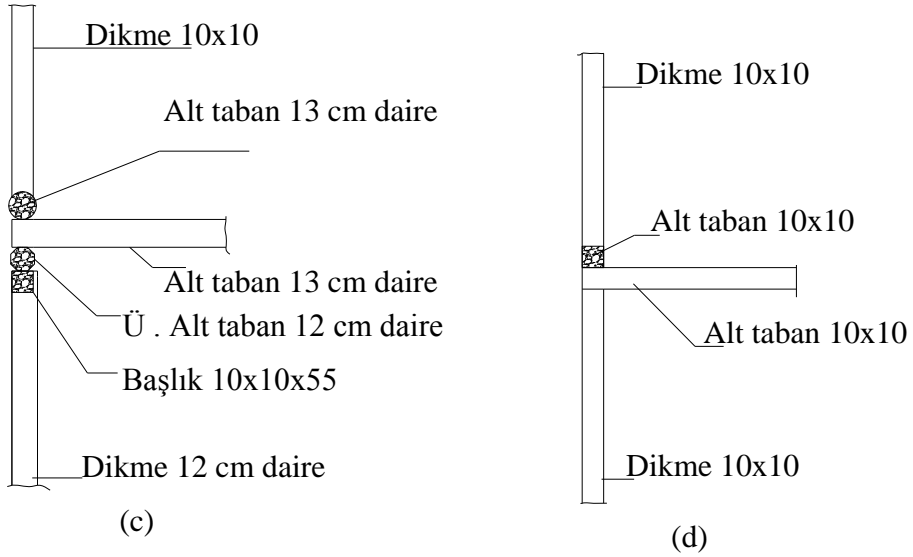 Dikme 10x10
Alt taban 13 cm daire
Alt taban 13 cm daire
Ü . Alt taban 12 cm daire
Başlık 10x10x55
Dikme 12 cm daire
(c)
Dikme 10x10
Alt taban 10x10
Alt taban 10x10
Dikme 10x10
(d)